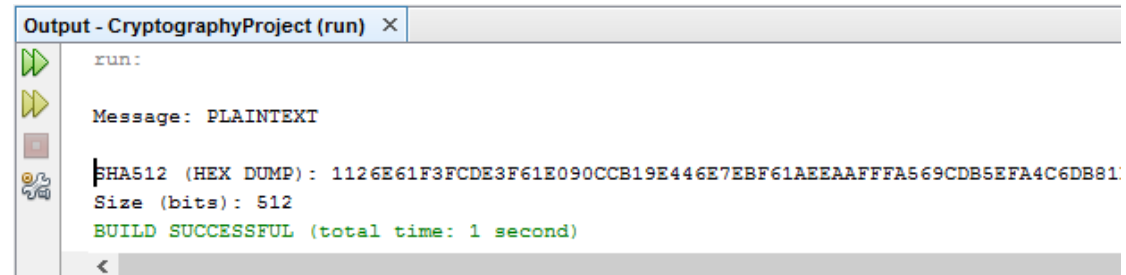 Output - CryptographyProject (run) ×
run:
Message: PLAINTEXT
SHA512 (HEX DUMP): 1126E61F3FCDE3F61E090CCB19E446E7EBF61AEEAAFFFA569CDB5EFA4C6DB81
Size (bits): 512
BUILD SUCCESSFUL (total time: 1 second)